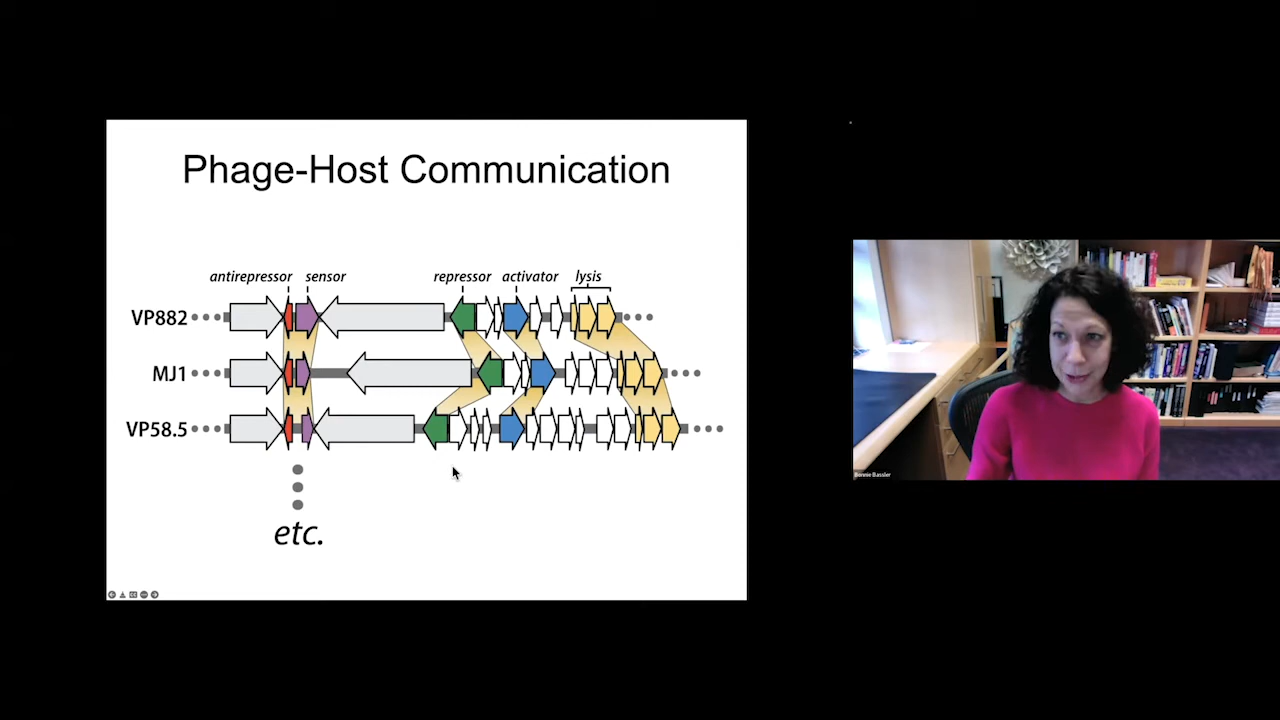 Phage-Host Communication
antirepressor sensor repressor activator lysis
VP882
MJ1
VP58.5
etc.
Bonnie Bassler